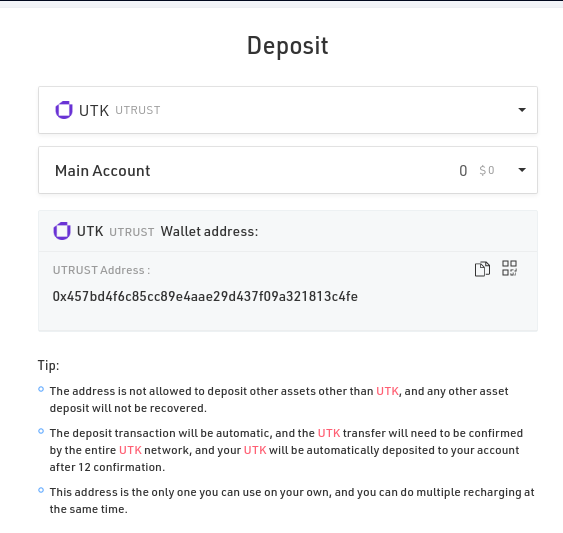 Deposit
UTK UTRUST
Main Account 0 $0
UTK UTRUST Wallet address:
UTRUST Address :
0x457bd4f6c85cc89e4aae29d437f09a321813c4fe
Tip:
The address is not allowed to deposit other assets other than UTK, and any other asset
deposit will not be recovered.
The deposit transaction will be automatic, and the UTK transfer will need to be confirmed
by the entire UTK network, and your UTK will be automatically deposited to your account
after 12 confirmation.
This address is the only one you can use on your own, and you can do multiple recharging at
the same time.